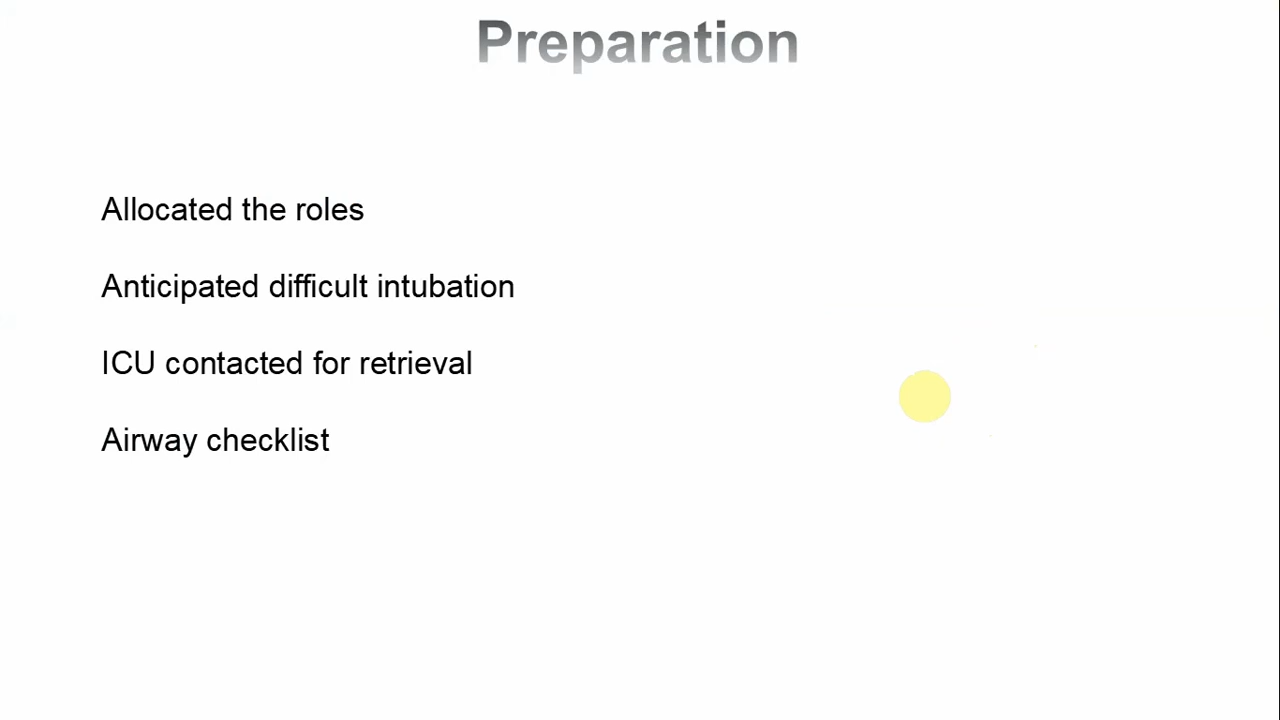 Preparation
Allocated the roles
Anticipated difficult intubation
ICU contacted for retrieval
Airway checklist